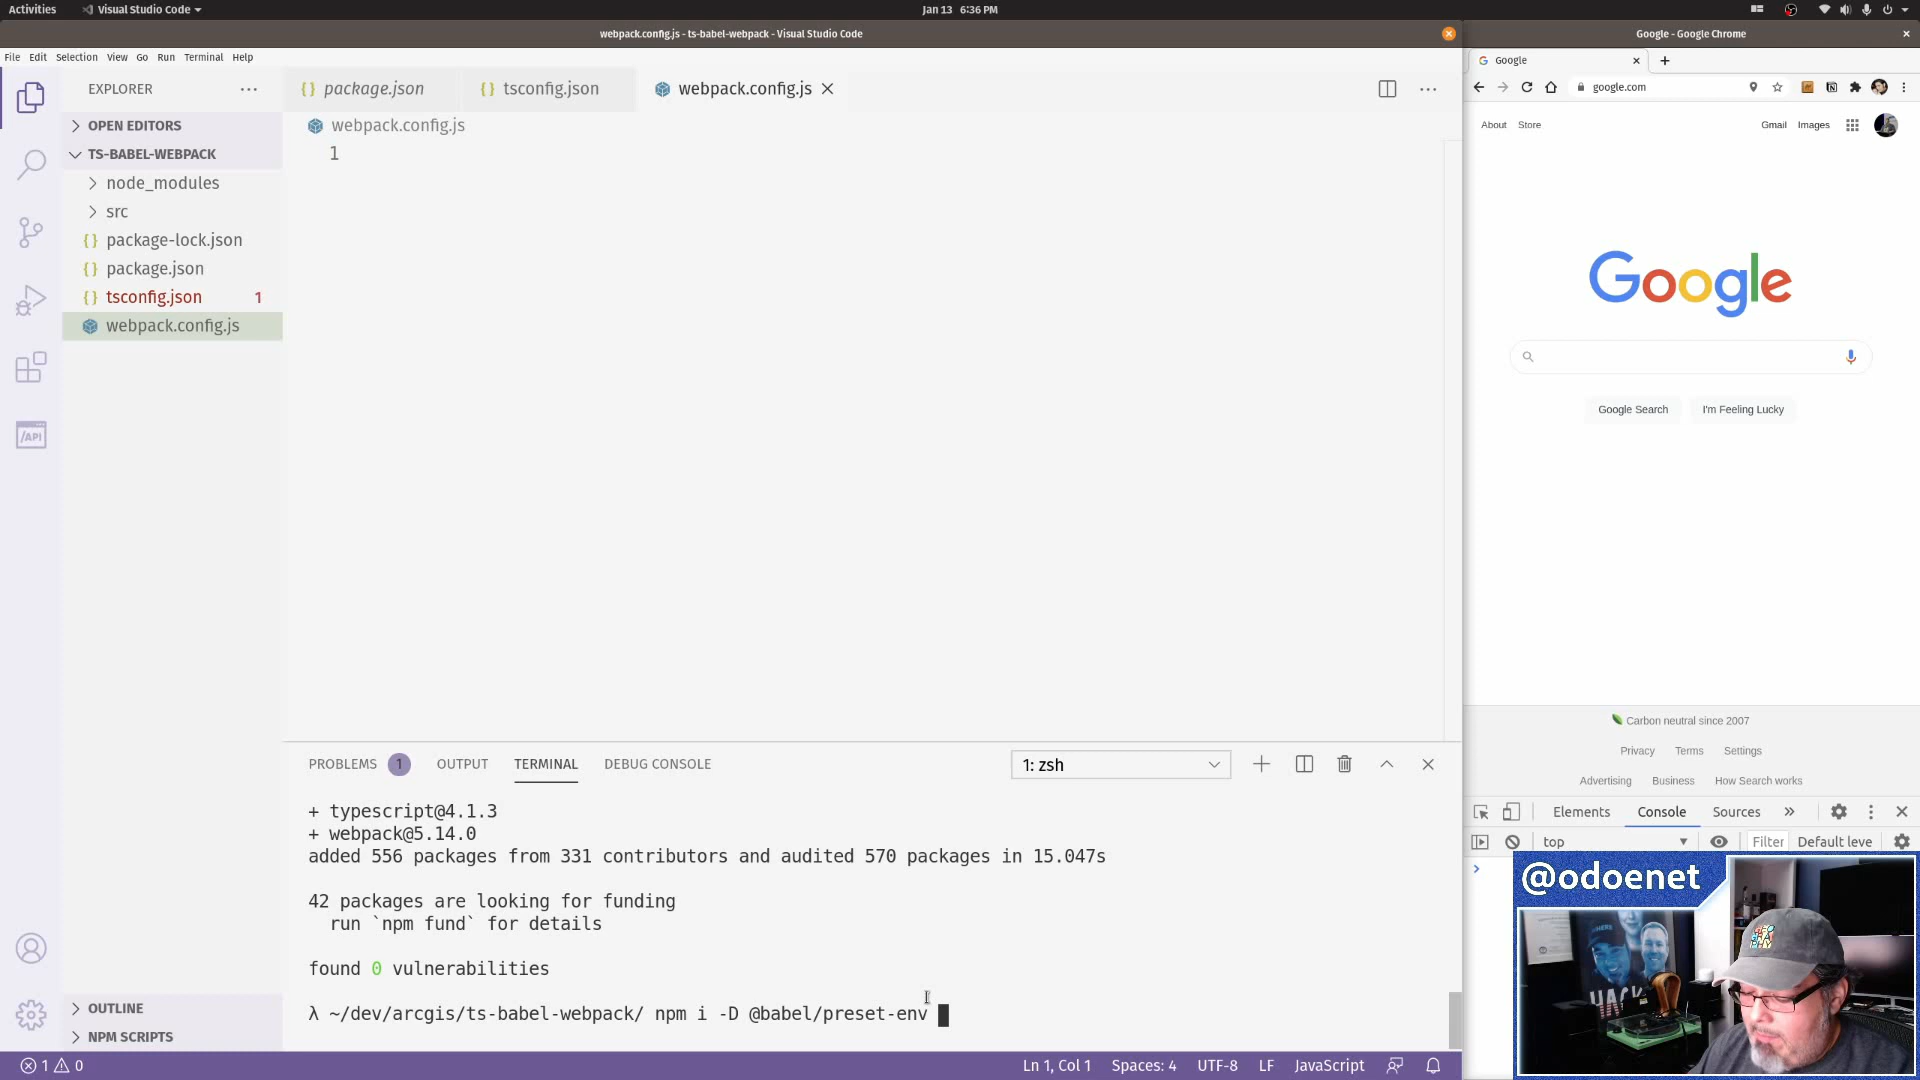 Activities
Visual Studio Code
Jan 13 6:36 PM
webpack.config.js - ts-babel-webpack - Visual Studio Code
Google - Google Chrome
File Edit Selection View Go Run Terminal Help
Google
google.com
EXPLORER
package.json
tsconfig.json
webpack.config.js
About Store
Gmail Images
OPEN EDITORS
webpack.config.js
TS-BABEL-WEBPACK
1
node_modules
src
package-lock.json
package.json
tsconfig.json 1
webpack.config.js
Google
Google Search
I'm Feeling Lucky
Carbon neutral since 2007
Privacy Terms Settings
Advertising Business How Search works
PROBLEMS 1 OUTPUT TERMINAL DEBUG CONSOLE
1: zsh
+ typescript@4.1.3
+ webpack@5.14.0
added 556 packages from 331 contributors and audited 570 packages in 15.047s
42 packages are looking for funding
run `npm fund` for details
found 0 vulnerabilities
λ ~/dev/arcgis/ts-babel-webpack/ npm i -D @babel/preset-env
Elements Console Sources
top
Filter
Default leve
@odoenet
/API
OUTLINE
NPM SCRIPTS
1 0
Ln 1, Col 1 Spaces: 4 UTF-8 LF JavaScript